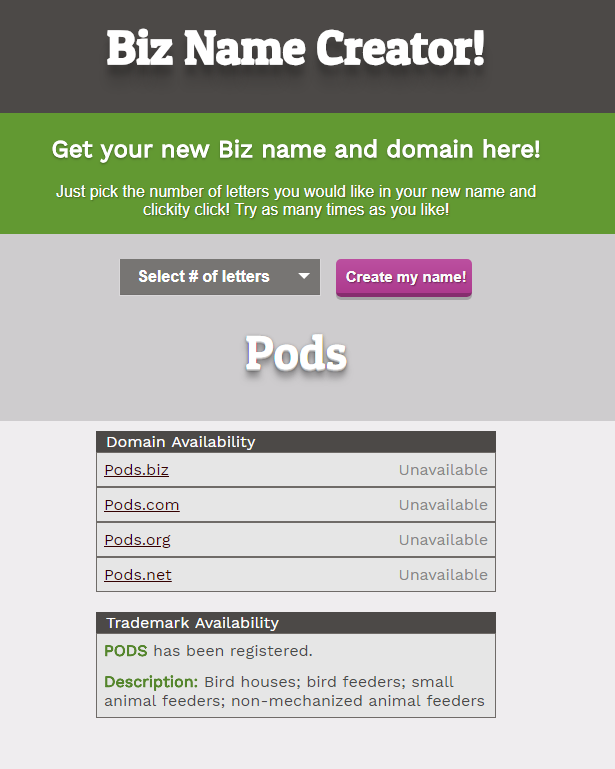 Biz Name Creator!
Get your new Biz name and domain here!
Just pick the number of letters you would like in your new name and
clickity click! Try as many times as you like!
Select # of letters
Create my name!
Pods
Domain Availability
Pods.biz Unavailable
Pods.com Unavailable
Pods.org Unavailable
Pods.net Unavailable
Trademark Availability
PODS has been registered.
Description: Bird houses; bird feeders; small
animal feeders; non-mechanized animal feeders